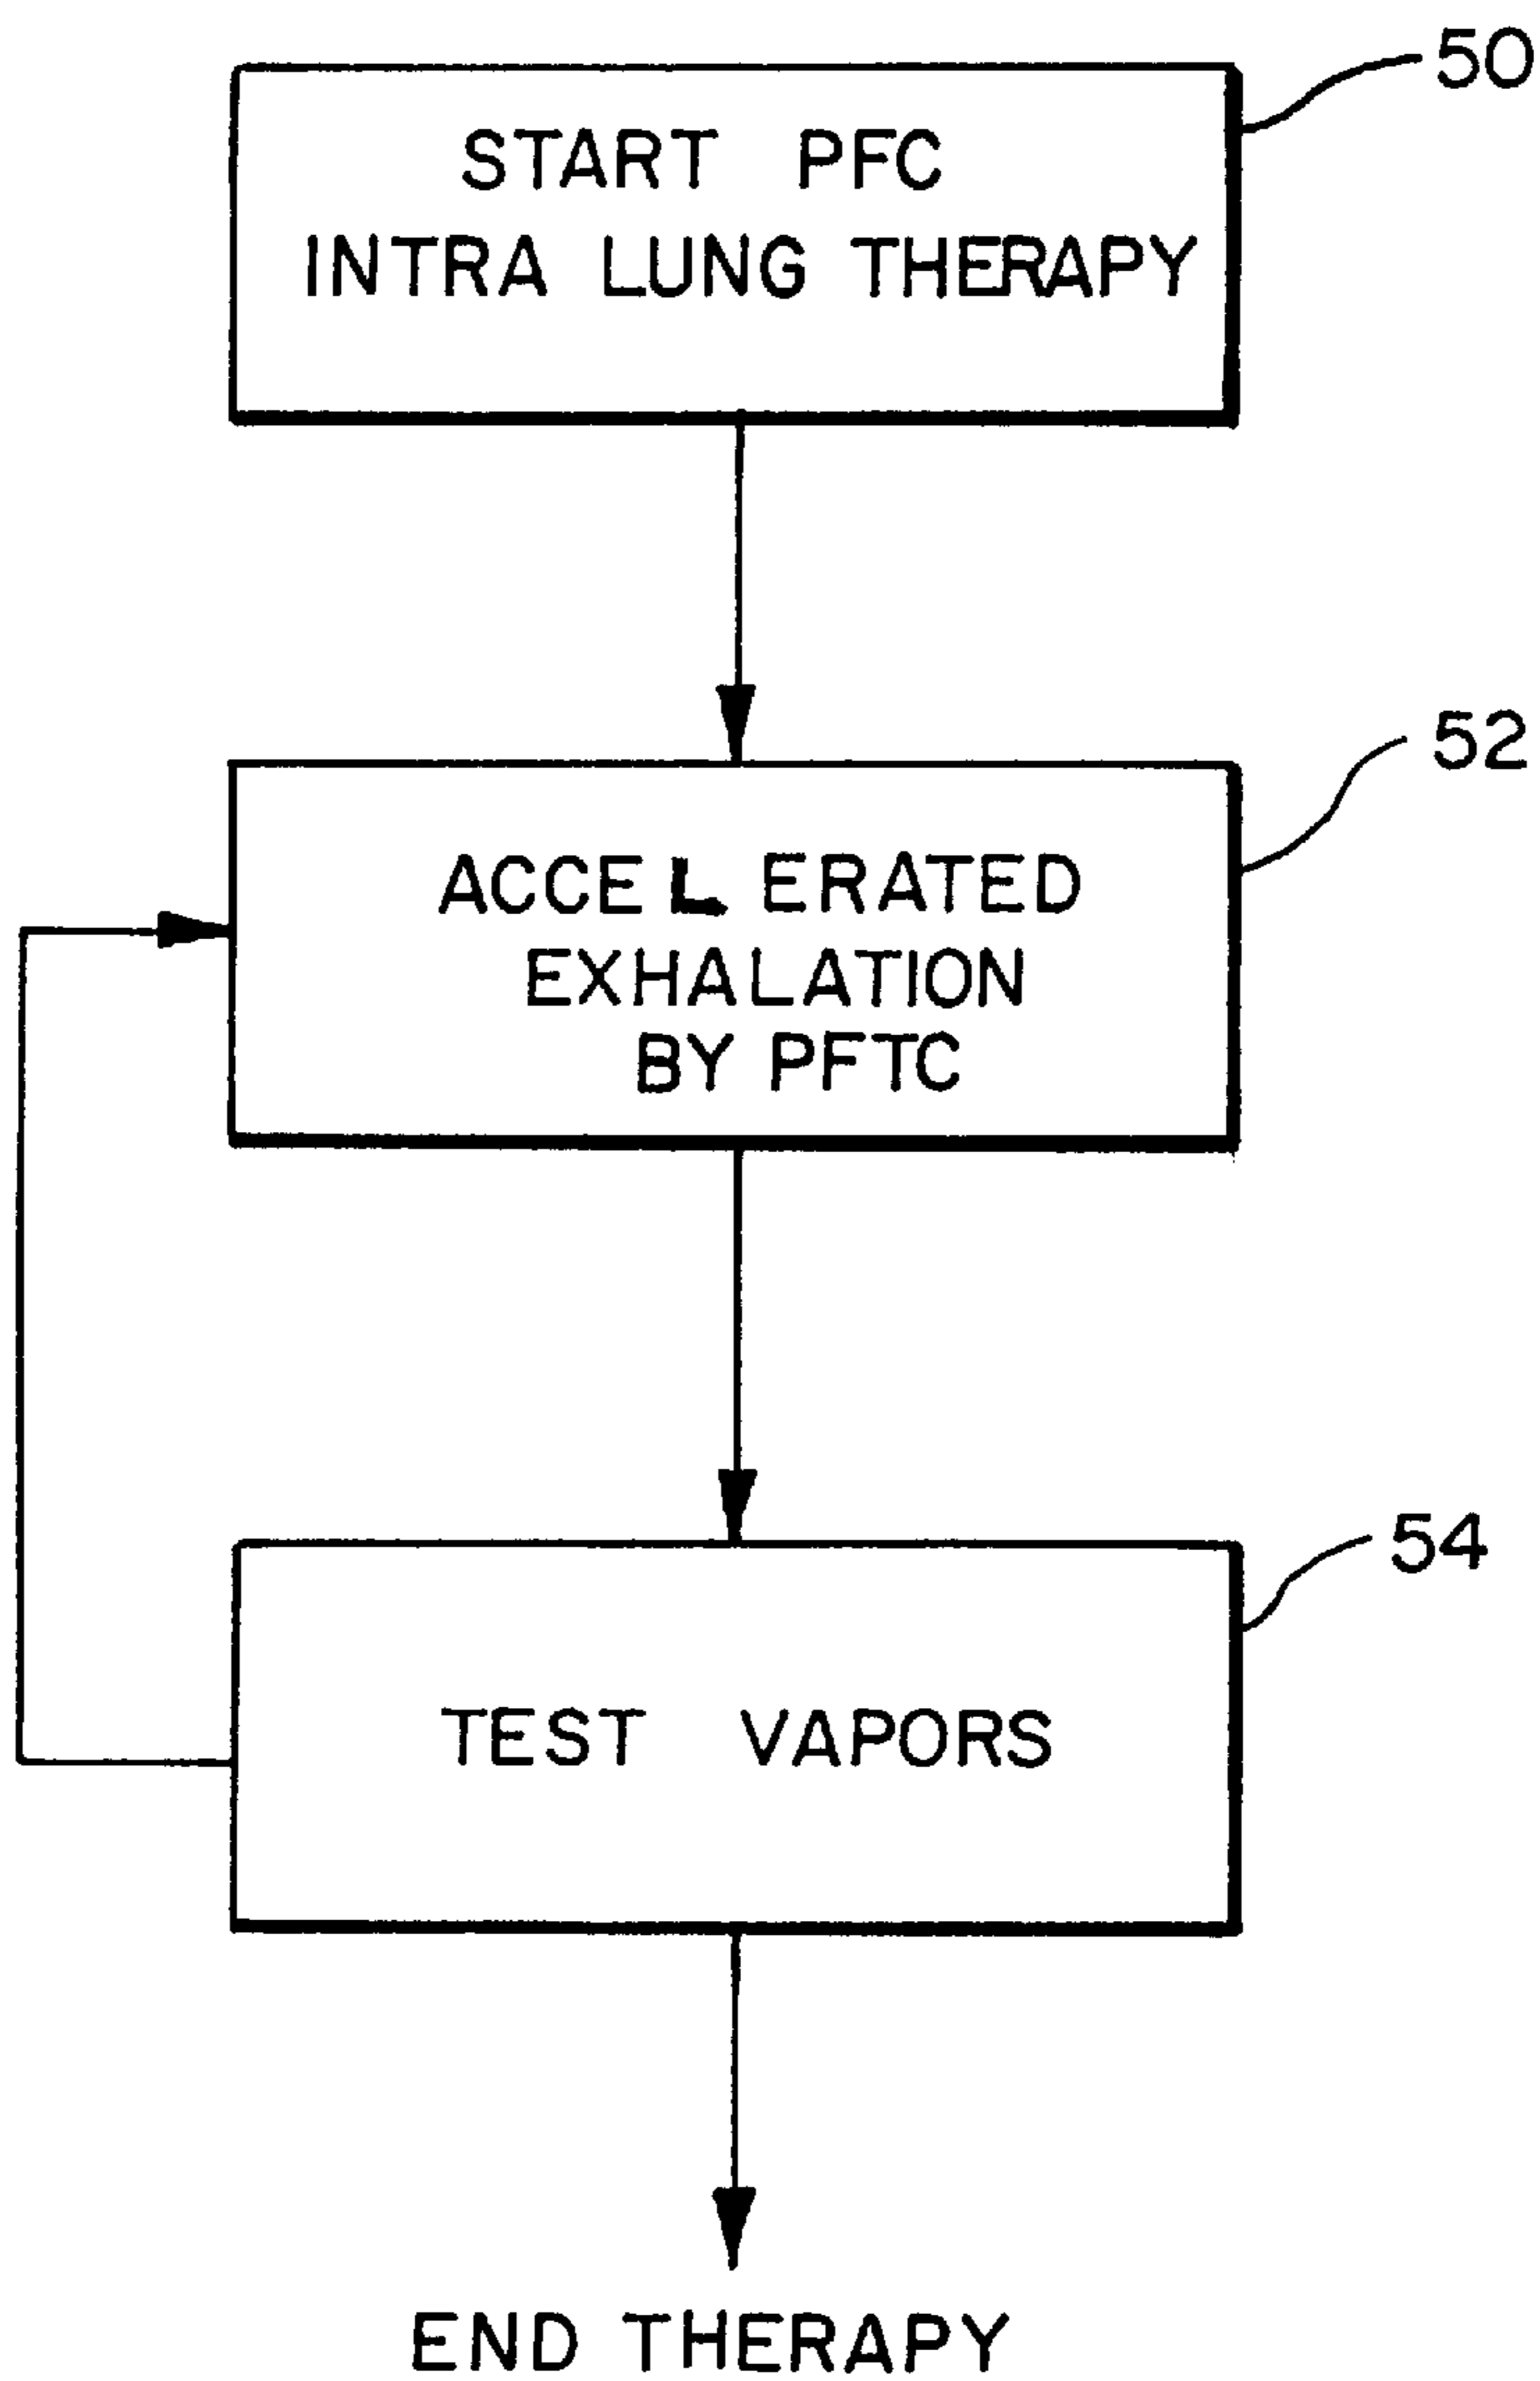 50
START PFC
INTRA LUNG THERAPY
52
ACCELERATED
EXHALATION
BY PFTC
54
TEST VAPORS
END THERAPY